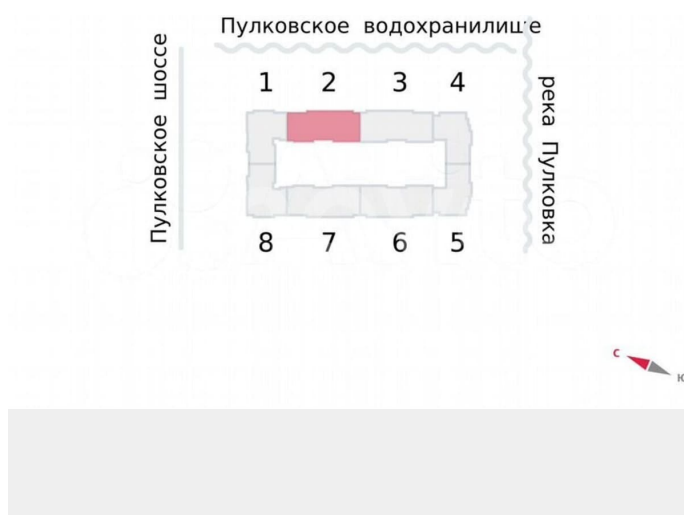 Пулковское водохранилище
Пулковское шоссе
река Пулковка
1 2 3 4
8 7 6 5
С
Ю